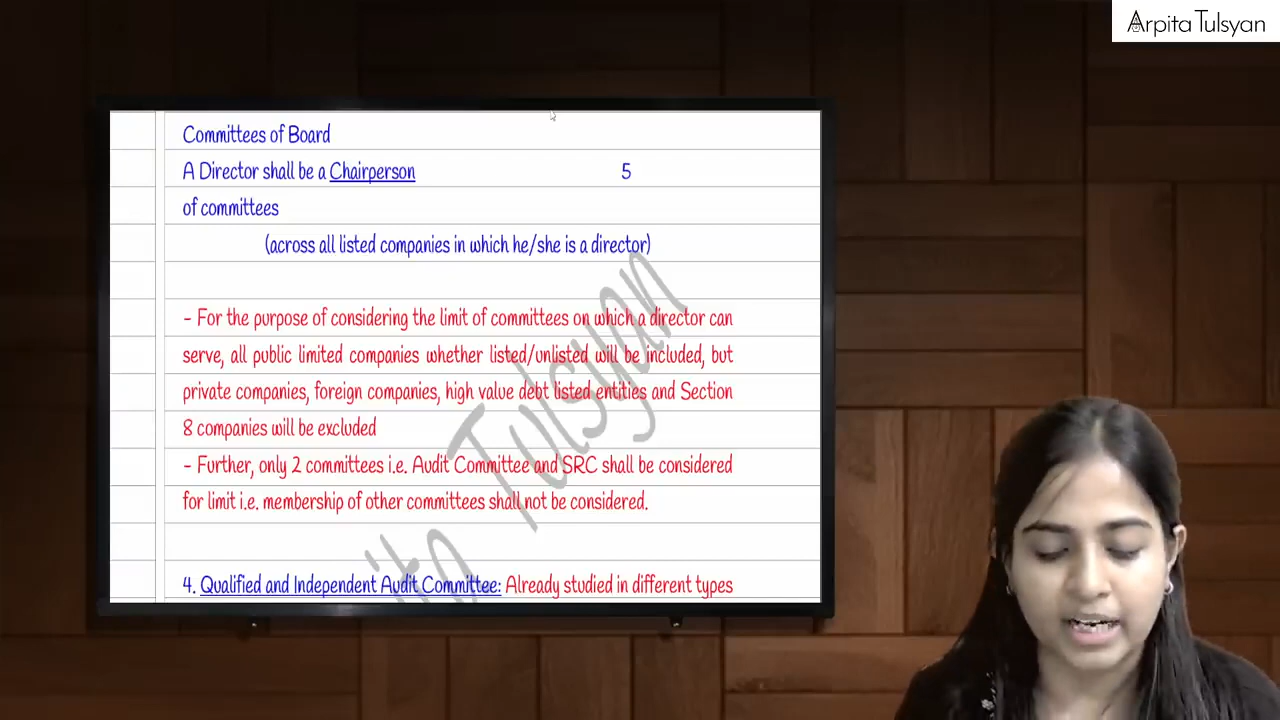 Arpita Tulsyan
Committees of Board
A Director shall be a Chairperson 5
of committees
(across all listed companies in which he/she is a director)
- For the purpose of considering the limit of committees on which a director can
serve, all public limited companies whether listed/unlisted will be included, but
private companies, foreign companies, high value debt listed entities and Section
8 companies will be excluded
- Further, only 2 committees i.e. Audit Committee and SRC shall be considered
for limit i.e. membership of other committees shall not be considered.
4. Qualified and Independent Audit Committee: Already studied in different types
ita Tulsyan